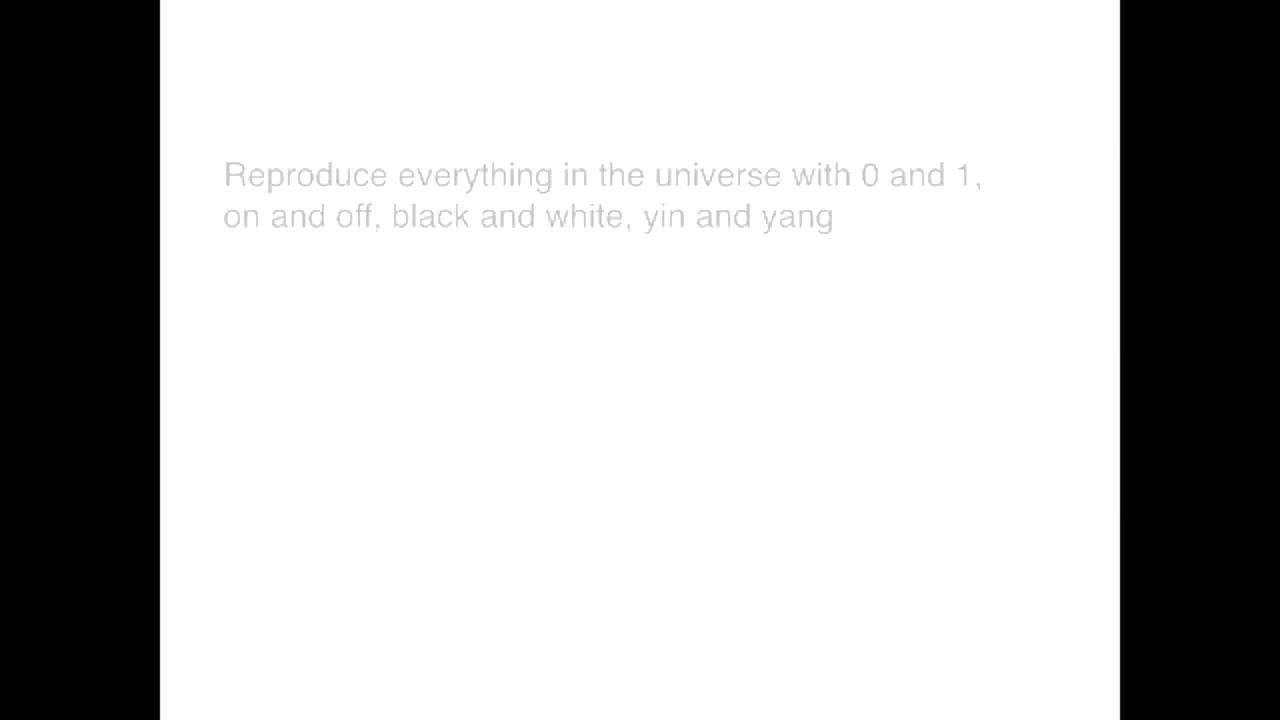 Reproduce everything in the universe with 0 and 1,
on and off, black and white, yin and yang